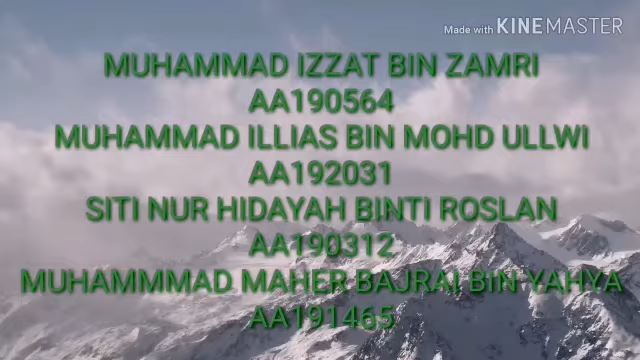 Made with KINEMASTER
MUHAMMAD IZZAT BIN ZAMRI
AA190564
MUHAMMAD ILLIAS BIN MOHD ULLWI
AA192031
SITI NUR HIDAYAH BINTI ROSLAN
AA190312
MUHAMMMAD MAHER BAJRAI BIN YAHYA
AA191465